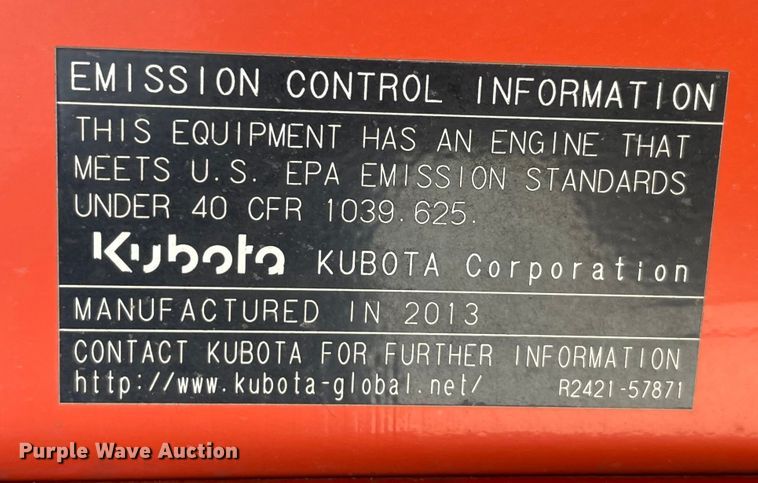 EMISSION CONTROL INFORMATION
THIS EQUIPMENT HAS AN ENGINE THAT
MEETS U.S. EPA EMISSION STANDARDS
UNDER 40 CFR 1039.625.
Kubota KUBOTA Corporation
MANUFACTURED IN 2013
CONTACT KUBOTA FOR FURTHER INFORMATION
http://www.kubota-global.net/ R2421-57871
Purple Wave Auction